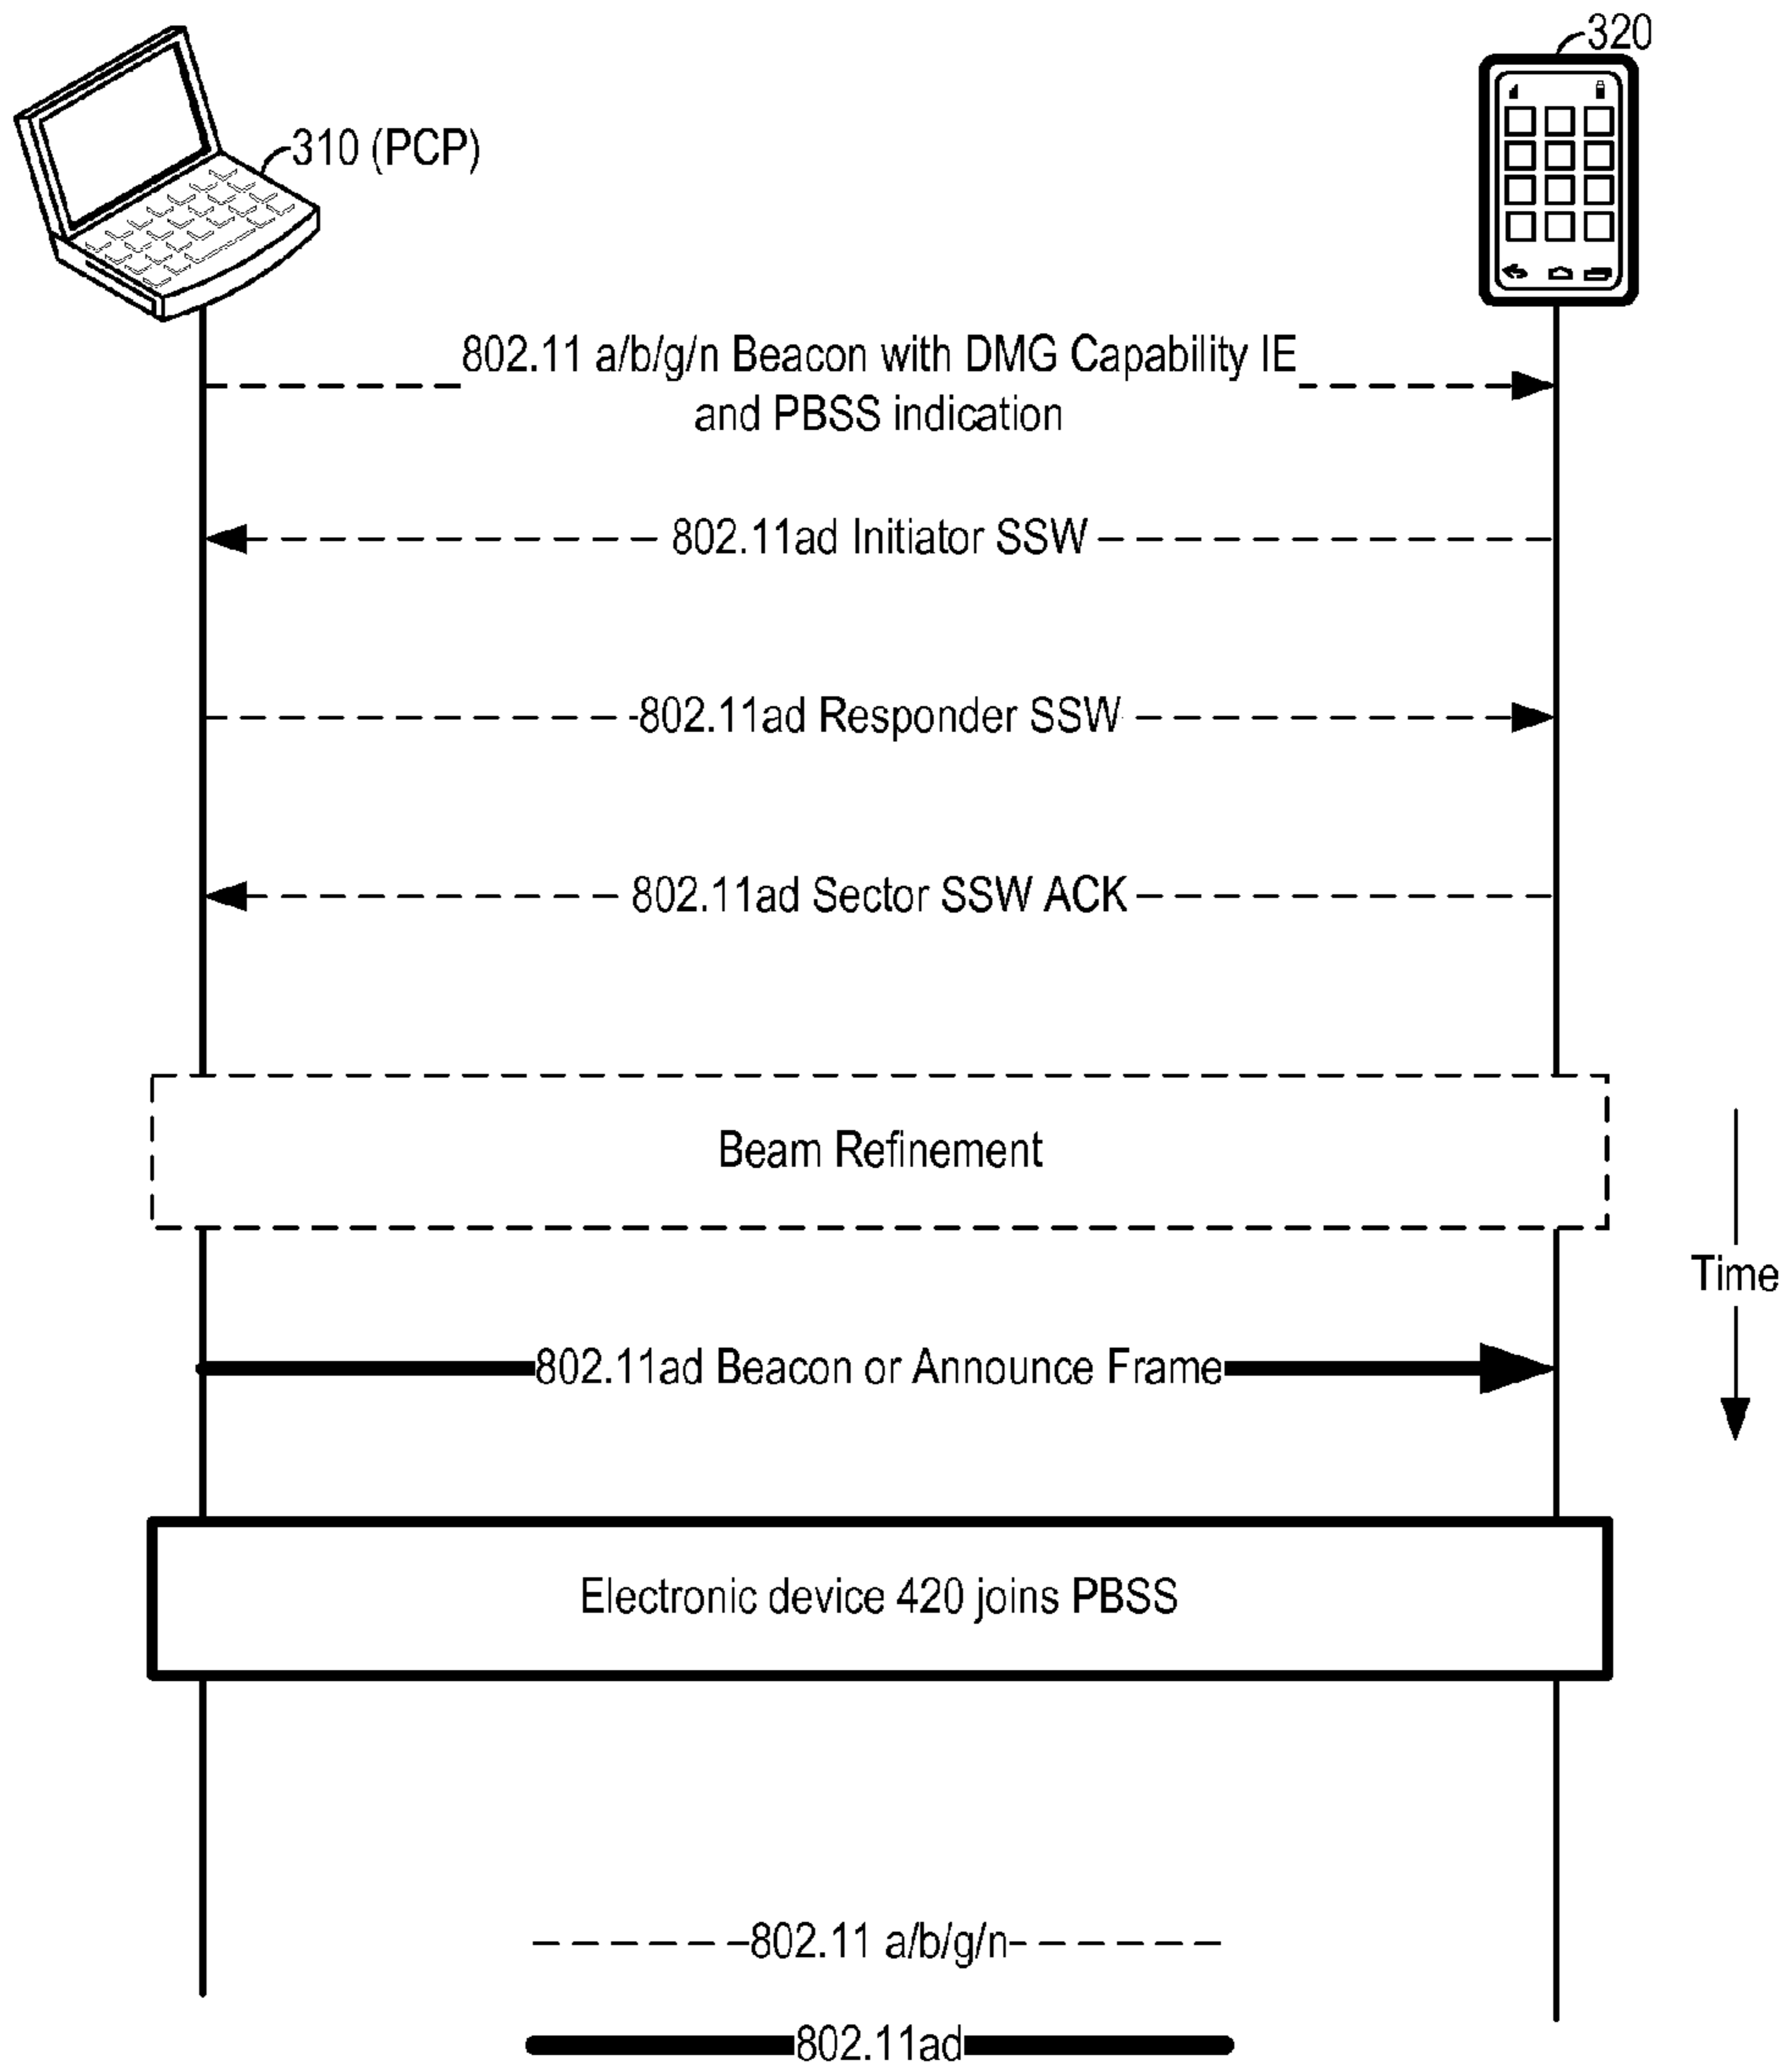 320
310 (PCP)
802.11 a/b/g/n Beacon with DMG Capability IE
and PBSS indication
802.11ad Initiator SSW
802.11ad Responder SSW
802.11ad Sector SSW ACK
Beam Refinement
Time
802.11ad Beacon or Announce Frame
Electronic device 420 joins PBSS
802.11 a/b/g/n
802.11ad